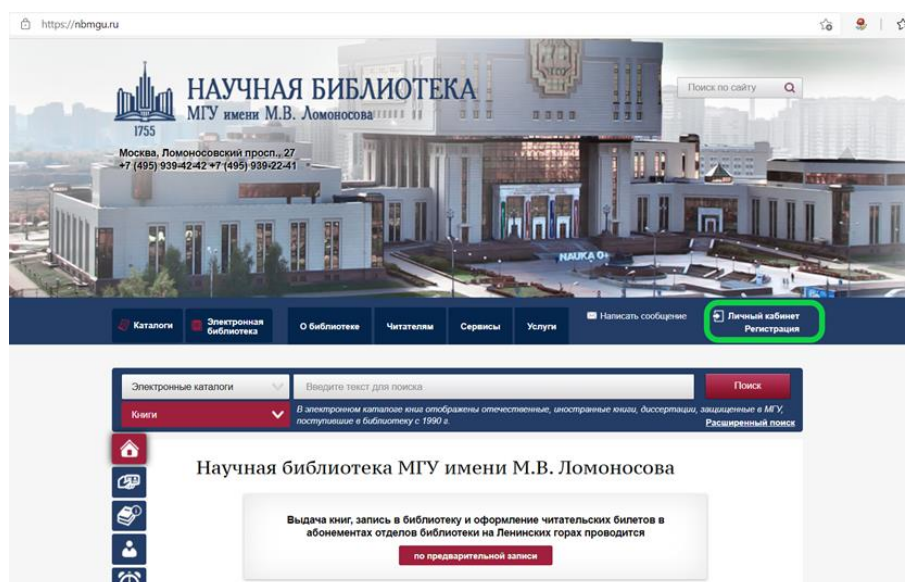 https://nbmgu.ru
НАУЧНАЯ БИБЛИОТЕКА
МГУ имени М.В. Ломоносова
1755
Поиск по сайту
Москва, Ломоносовский просп., 27
+7 (495) 939-42-42 +7 (495) 939-22-41
NAUKA 0+
Каталоги
Электронная
библиотека
О библиотеке
Читателям
Сервисы
Услуги
Написать сообщение
Личный кабинет
Регистрация
Электронные каталоги
Введите текст для поиска
Поиск
Книги
В электронном каталоге книг отображены отечественные, иностранные книги, диссертации, защищенные в МГУ,
поступившие в библиотеку с 1990 г.
Расширенный поиск
Научная библиотека МГУ имени М.В. Ломоносова
Выдача книг, запись в библиотеку и оформление читательских билетов в
абонементах отделов библиотеки на Ленинских горах проводится
по предварительной записи